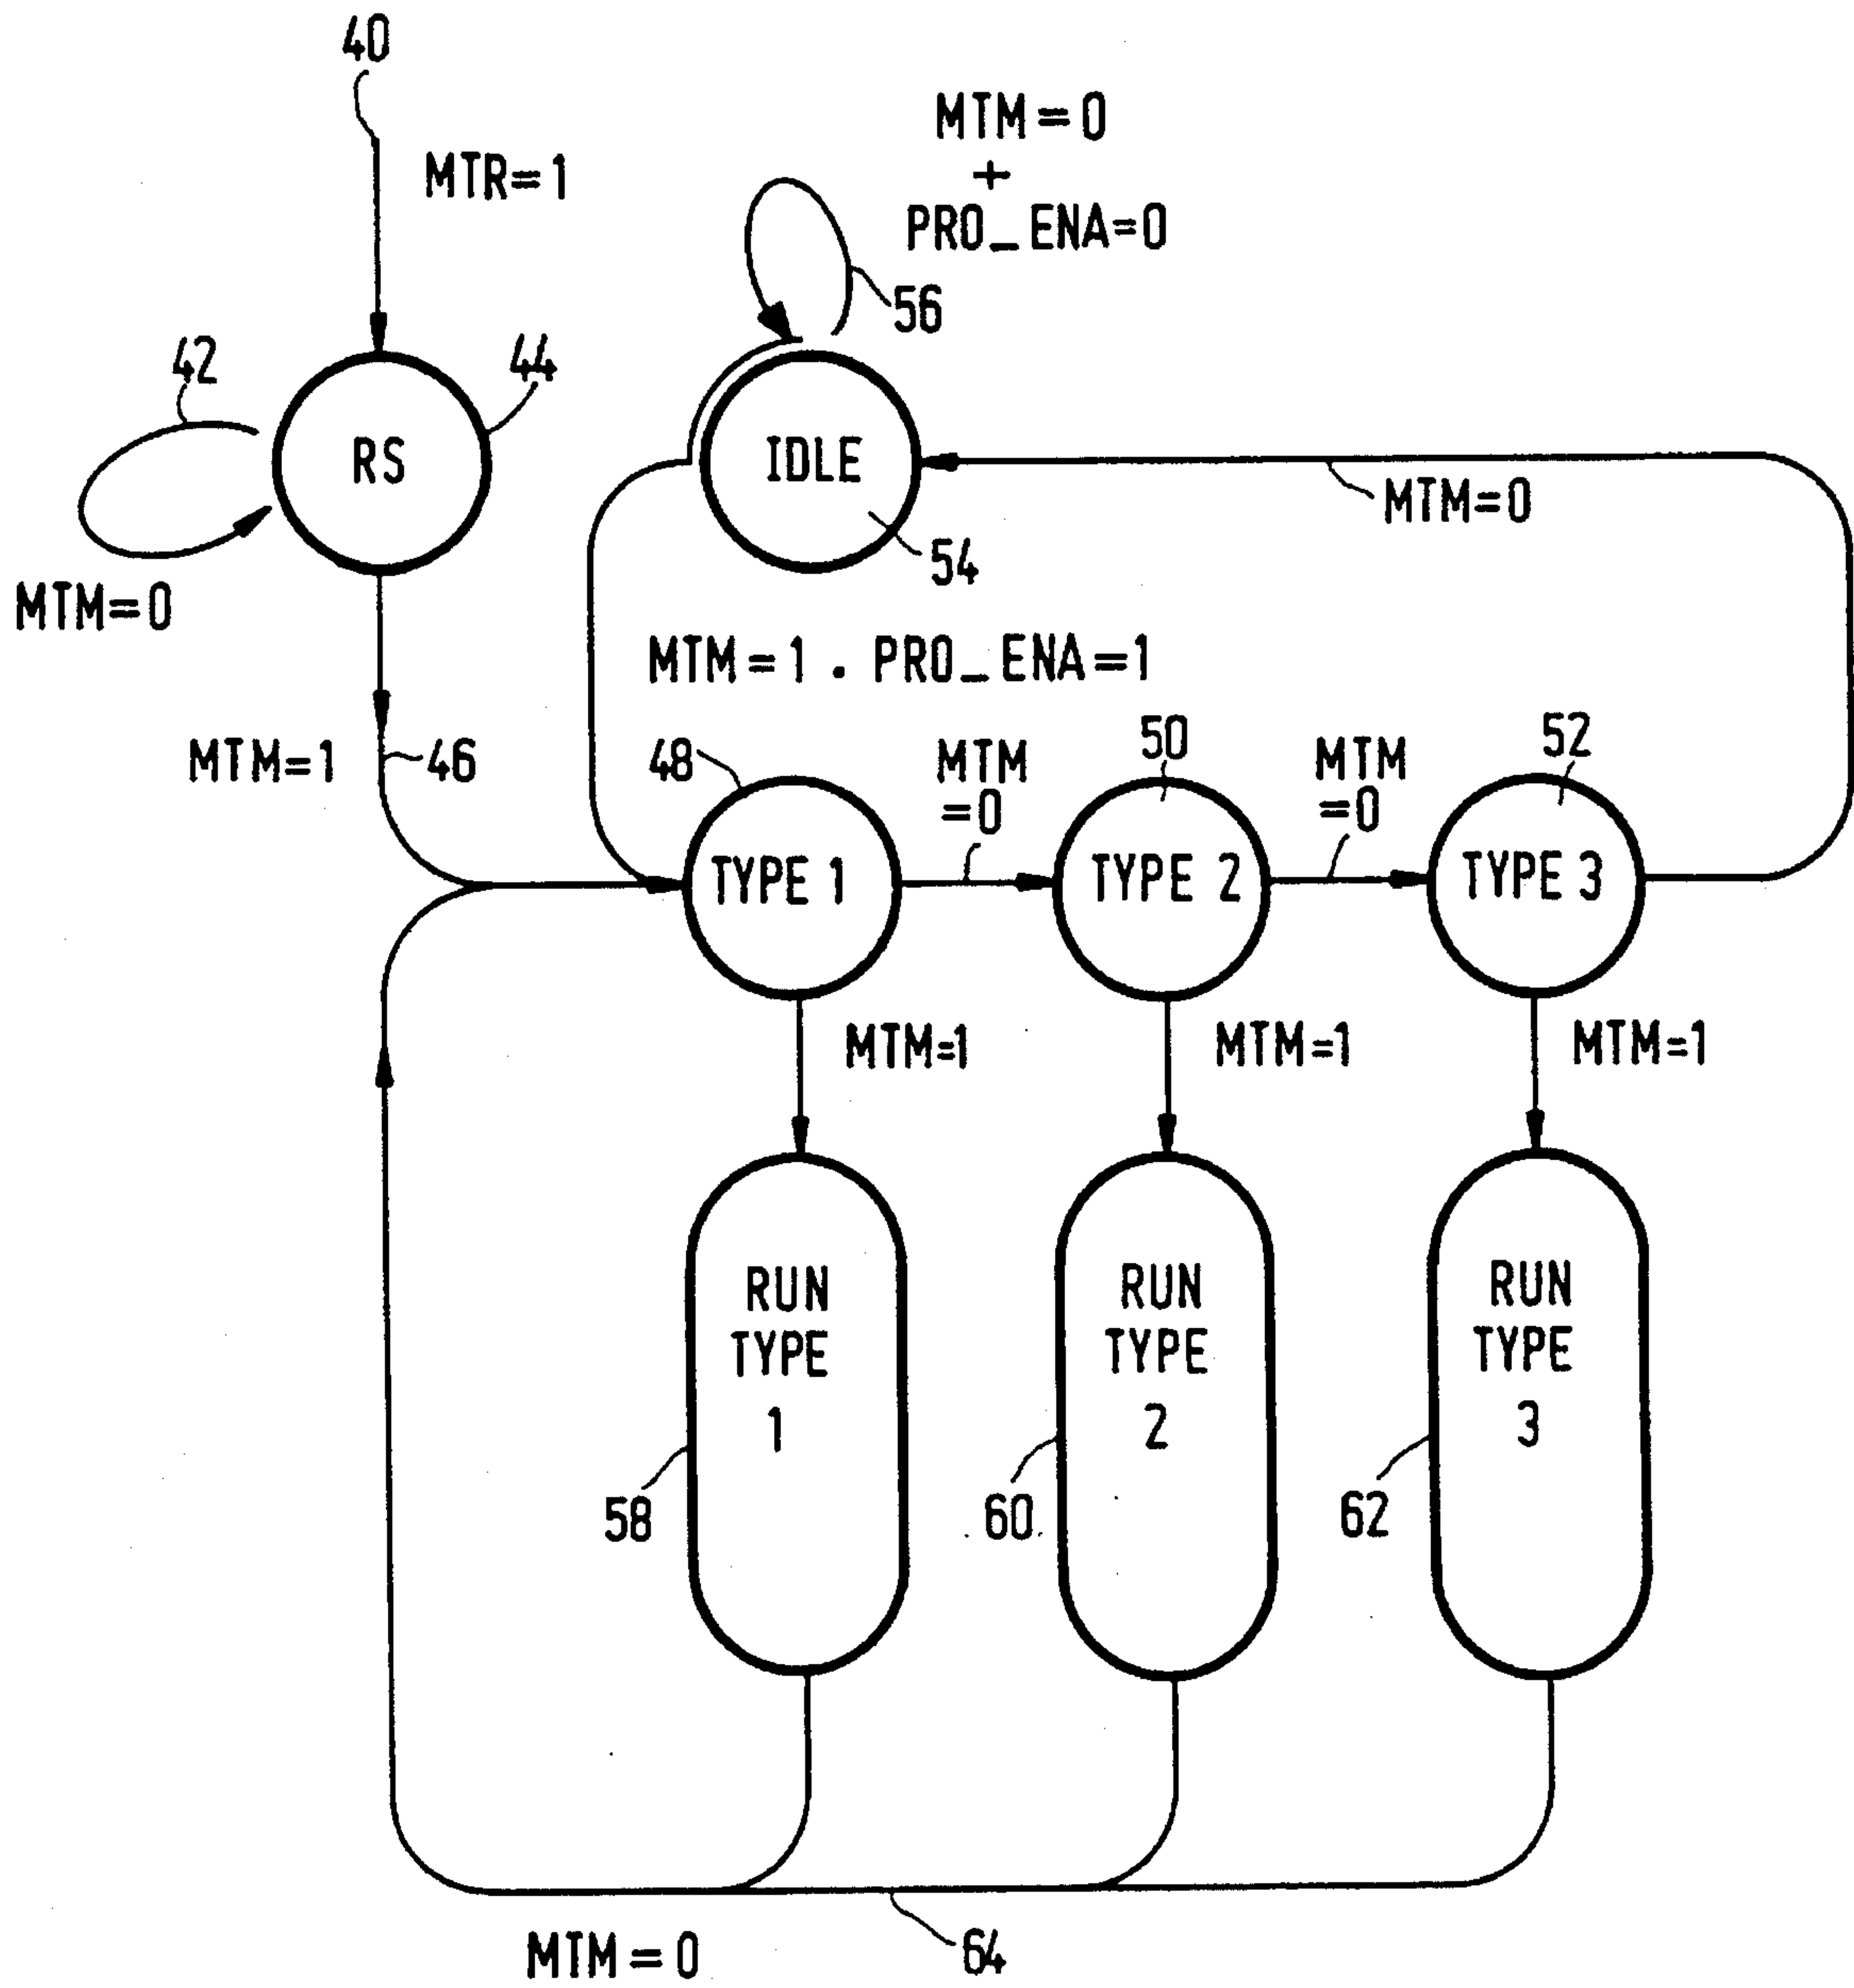 40
MTR=1
MTM=0
+
PRO_ENA=0
56
42
44
RS
IDLE
54
MTM=0
MTM=0
MTM=1 . PRO_ENA=1
MTM=1
46
48
MTM
=0
50
MTM
=0
52
TYPE 1
TYPE 2
TYPE 3
MTM=1
MTM=1
MTM=1
RUN
TYPE
1
RUN
TYPE
2
RUN
TYPE
3
58
60
62
MTM=0
64